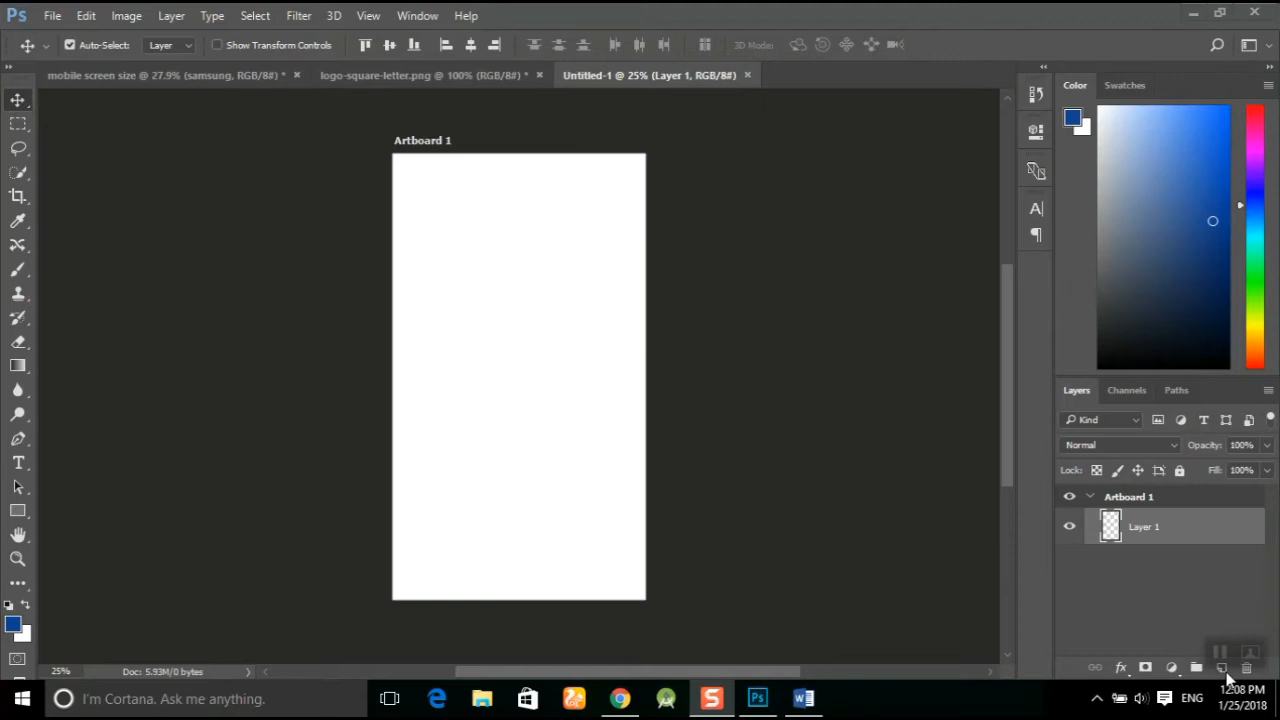 Ps File Edit Image Layer Type Select Filter 3D View Window Help
Auto-Select: Layer Show Transform Controls 3D Mode:
mobile screen size @ 27.9% (samsung, RGB/8#) * × logo-square-letter.png @ 100% (RGB/8#) * × Untitled-1 @ 25% (Layer 1, RGB/8#) ×
Color Swatches
Artboard 1
Layers Channels Paths
Kind
Normal Opacity: 100%
Lock: Fill: 100%
Artboard 1
Layer 1
25% Doc: 5.93M/0 bytes
I'm Cortana. Ask me anything.
ENG
12:08 PM
1/25/2018